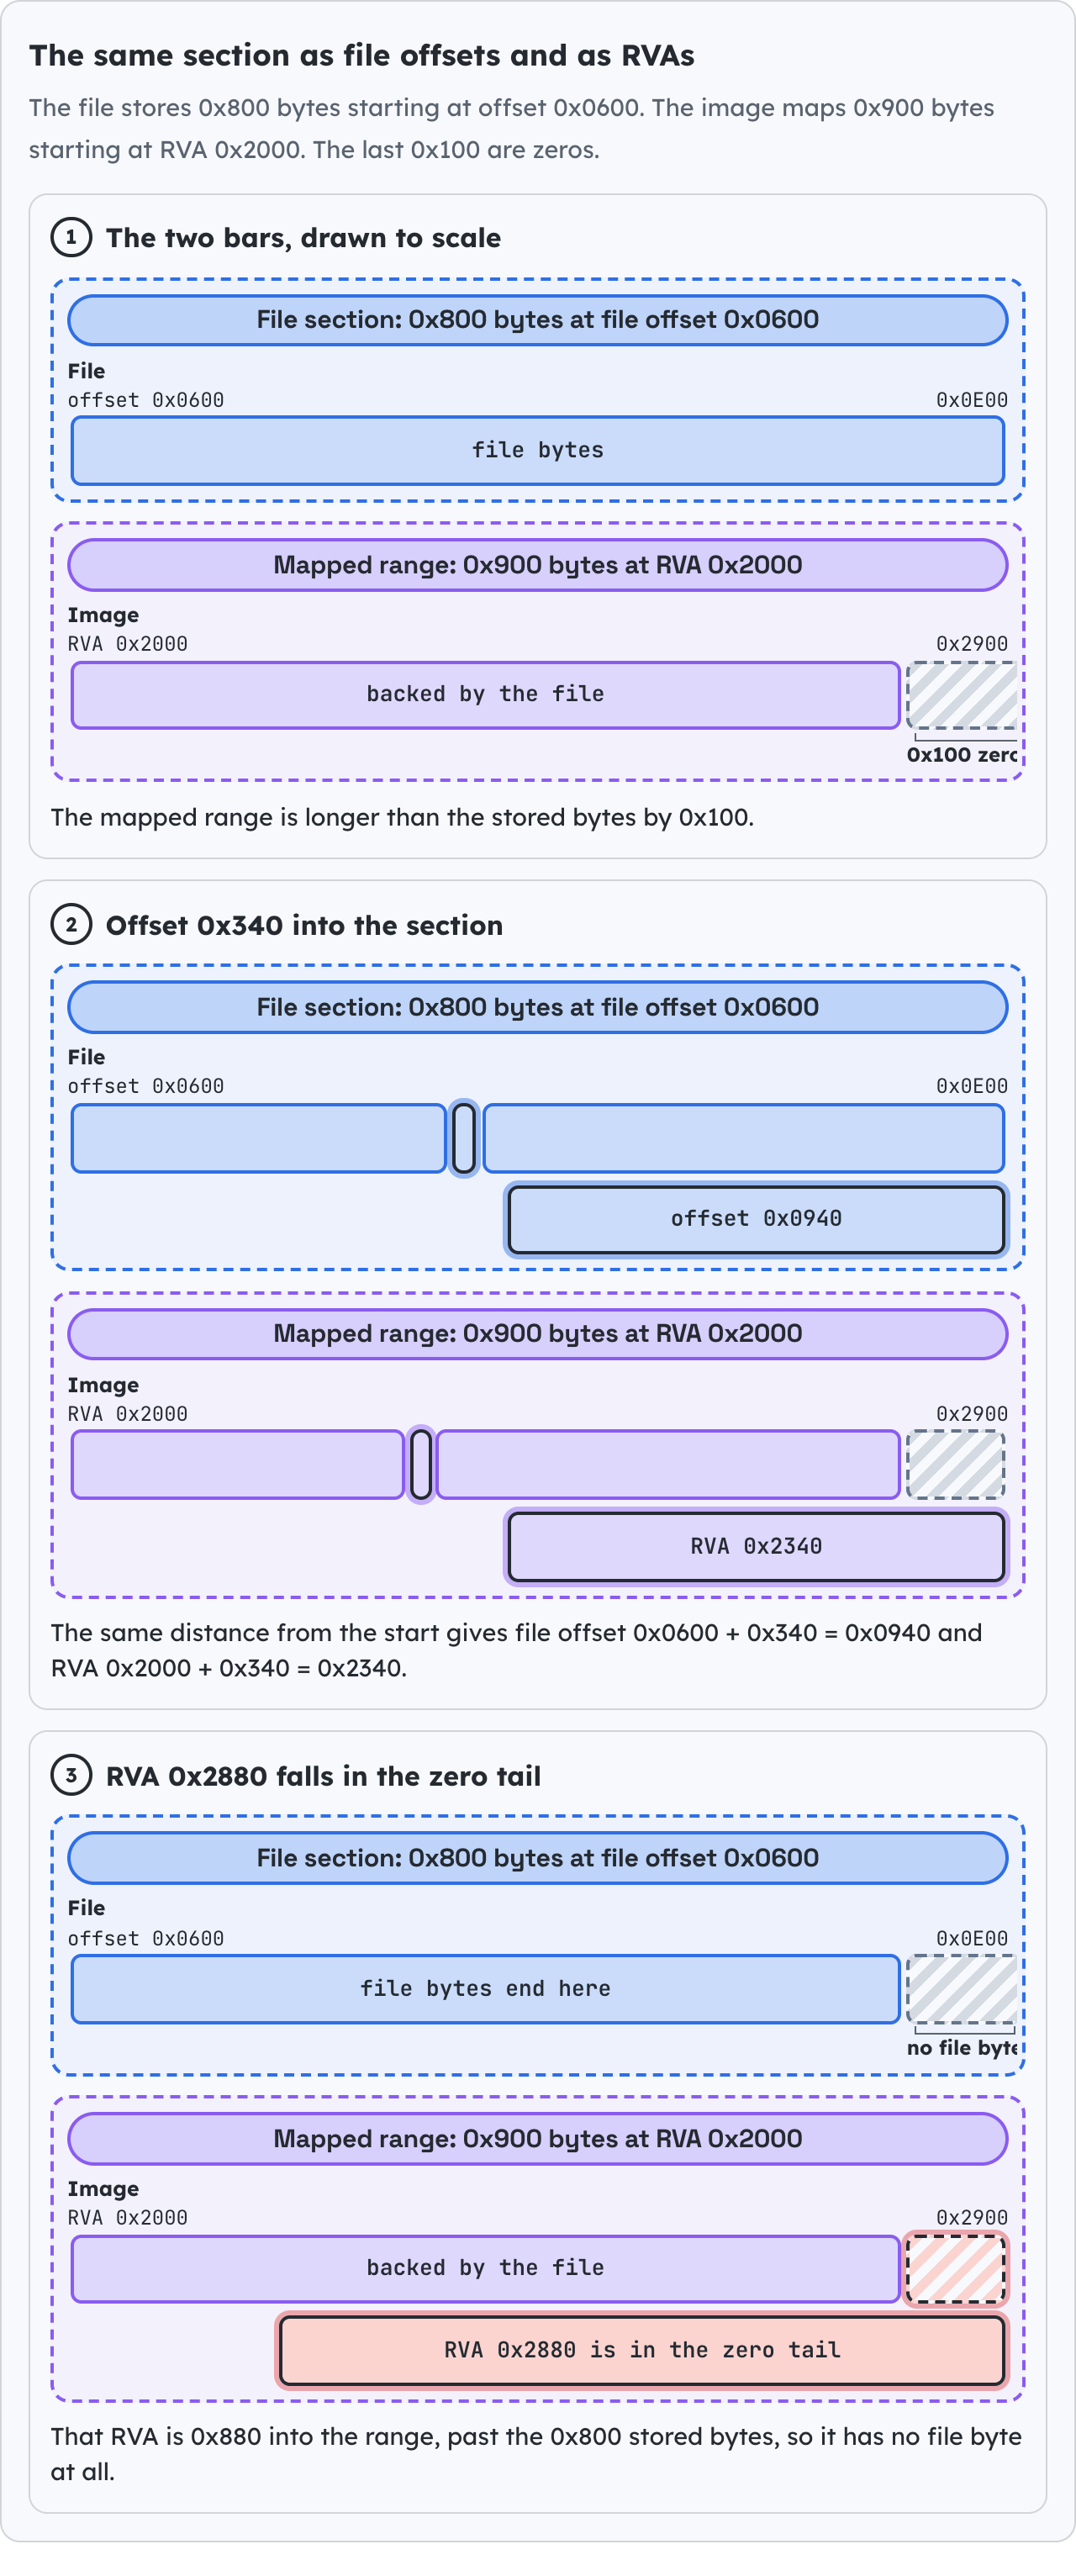 The same section as file offsets and as RVAs
The file stores 0x800 bytes starting at offset 0x0600. The image maps 0x900 bytes
starting at RVA 0x2000. The last 0x100 are zeros.
1 The two bars, drawn to scale
File section: 0x800 bytes at file offset 0x0600
File
offset 0x0600 0x0E00
file bytes
Mapped range: 0x900 bytes at RVA 0x2000
Image
RVA 0x2000 0x2900
backed by the file
0x100 zero
The mapped range is longer than the stored bytes by 0x100.
2 Offset 0x340 into the section
File section: 0x800 bytes at file offset 0x0600
File
offset 0x0600 0x0E00
offset 0x0940
Mapped range: 0x900 bytes at RVA 0x2000
Image
RVA 0x2000 0x2900
RVA 0x2340
The same distance from the start gives file offset 0x0600 + 0x340 = 0x0940 and
RVA 0x2000 + 0x340 = 0x2340.
3 RVA 0x2880 falls in the zero tail
File section: 0x800 bytes at file offset 0x0600
File
offset 0x0600 0x0E00
file bytes end here
no file byte
Mapped range: 0x900 bytes at RVA 0x2000
Image
RVA 0x2000 0x2900
backed by the file
RVA 0x2880 is in the zero tail
That RVA is 0x880 into the range, past the 0x800 stored bytes, so it has no file byte
at all.